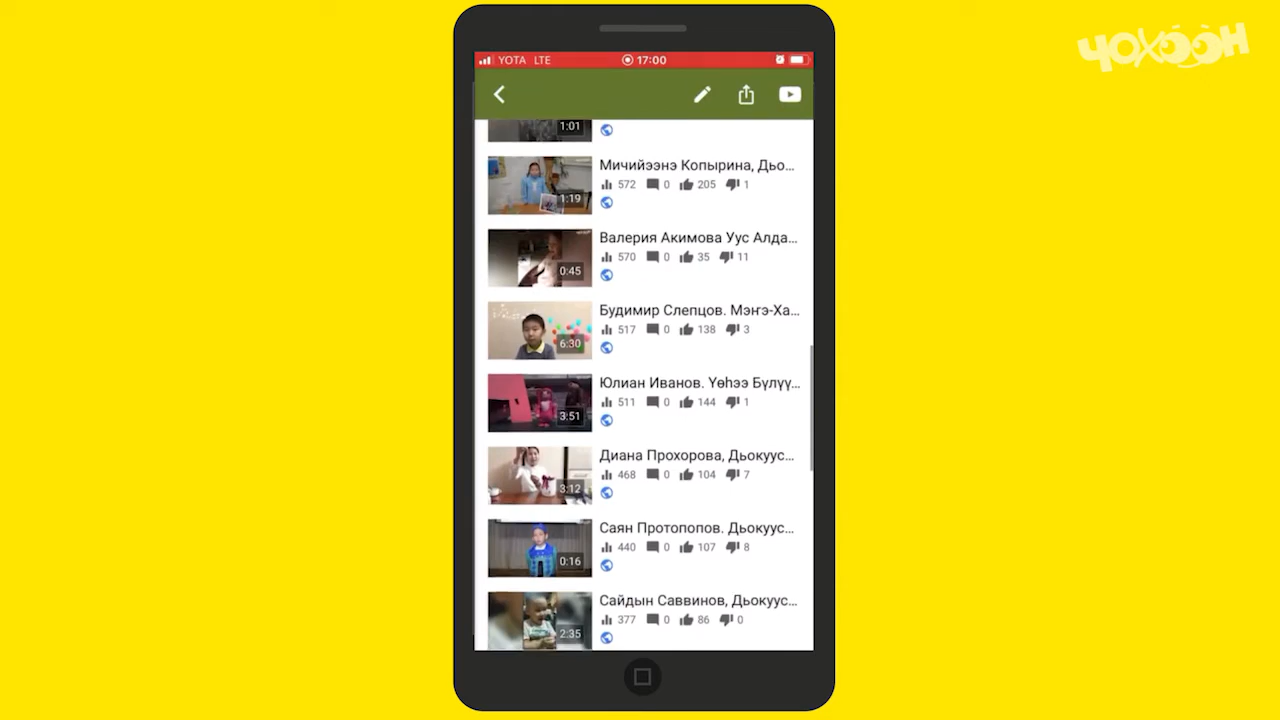 ЧОХООН
YOTA LTE 17:00
1:01
Мичийээнэ Копырина, Дьо...
572 0 205 1
1:19
Валерия Акимова Уус Алда...
570 0 35 11
0:45
Будимир Слепцов. Мэҥэ-Ха...
517 0 138 3
6:30
Юлиан Иванов. Үөһээ Бүлүү...
511 0 144 1
3:51
Диана Прохорова, Дьокуус...
468 0 104 7
3:12
Саян Протопопов. Дьокуус...
440 0 107 8
0:16
Сайдын Саввинов, Дьокуус...
377 0 86 0
2:35